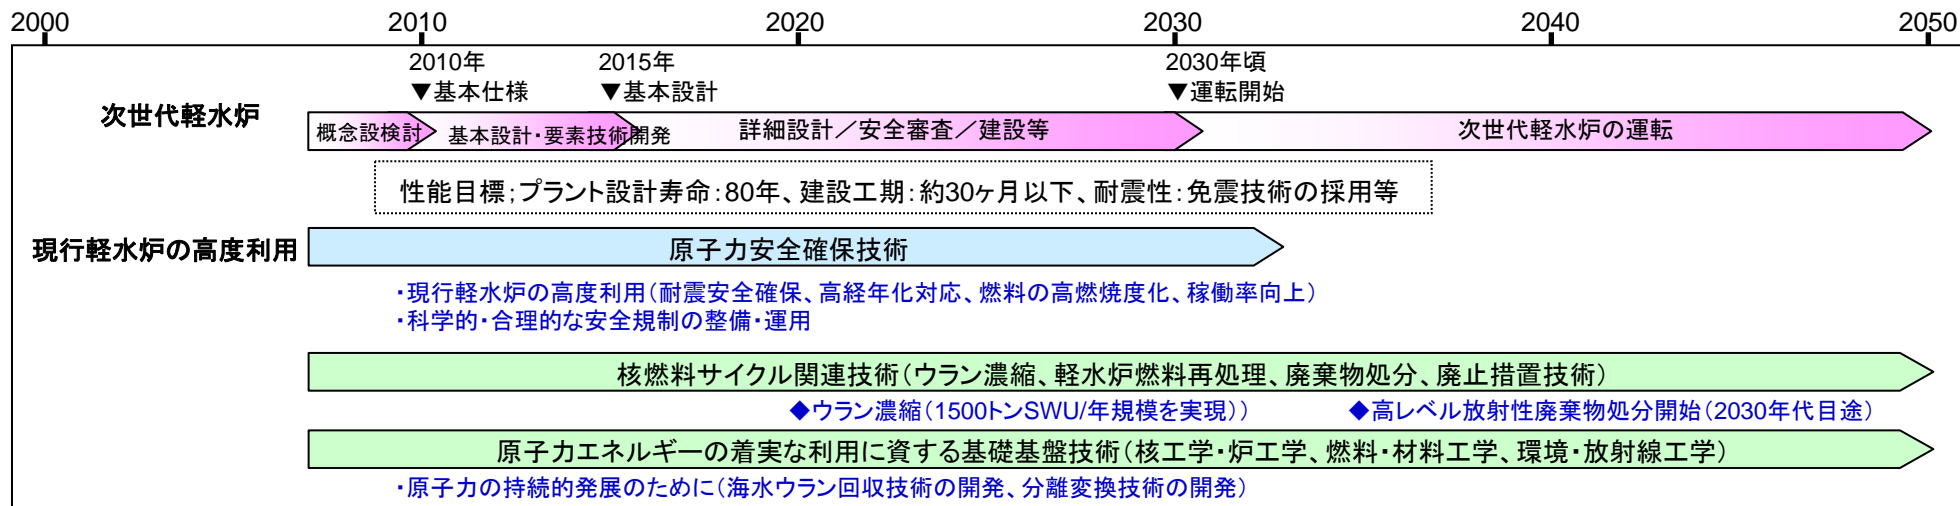 2000 2010 2020 2030 2040 2050
2010年 2015年 2030年頃
▼基本仕様 ▼基本設計 ▼運転開始
次世代軽水炉
概念設検討 基本設計・要素技術開発 詳細設計／安全審査／建設等 次世代軽水炉の運転
性能目標;プラント設計寿命:80年、建設工期:約30ヶ月以下、耐震性:免震技術の採用等
現行軽水炉の高度利用 原子力安全確保技術
・現行軽水炉の高度利用(耐震安全確保、高経年化対応、燃料の高燃焼度化、稼働率向上)
・科学的・合理的な安全規制の整備・運用
核燃料サイクル関連技術(ウラン濃縮、軽水炉燃料再処理、廃棄物処分、廃止措置技術)
◆ウラン濃縮(1500トンSWU/年規模を実現)) ◆高レベル放射性廃棄物処分開始(2030年代目途)
原子力エネルギーの着実な利用に資する基礎基盤技術(核工学・炉工学、燃料・材料工学、環境・放射線工学)
・原子力の持続的発展のために(海水ウラン回収技術の開発、分離変換技術の開発)